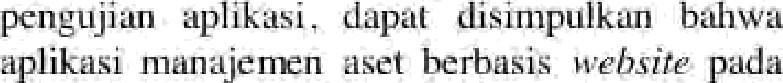 pengujian aplikasi, dapat disimpulkan bahwa
aplikasi manajemen aset berbasis website pada